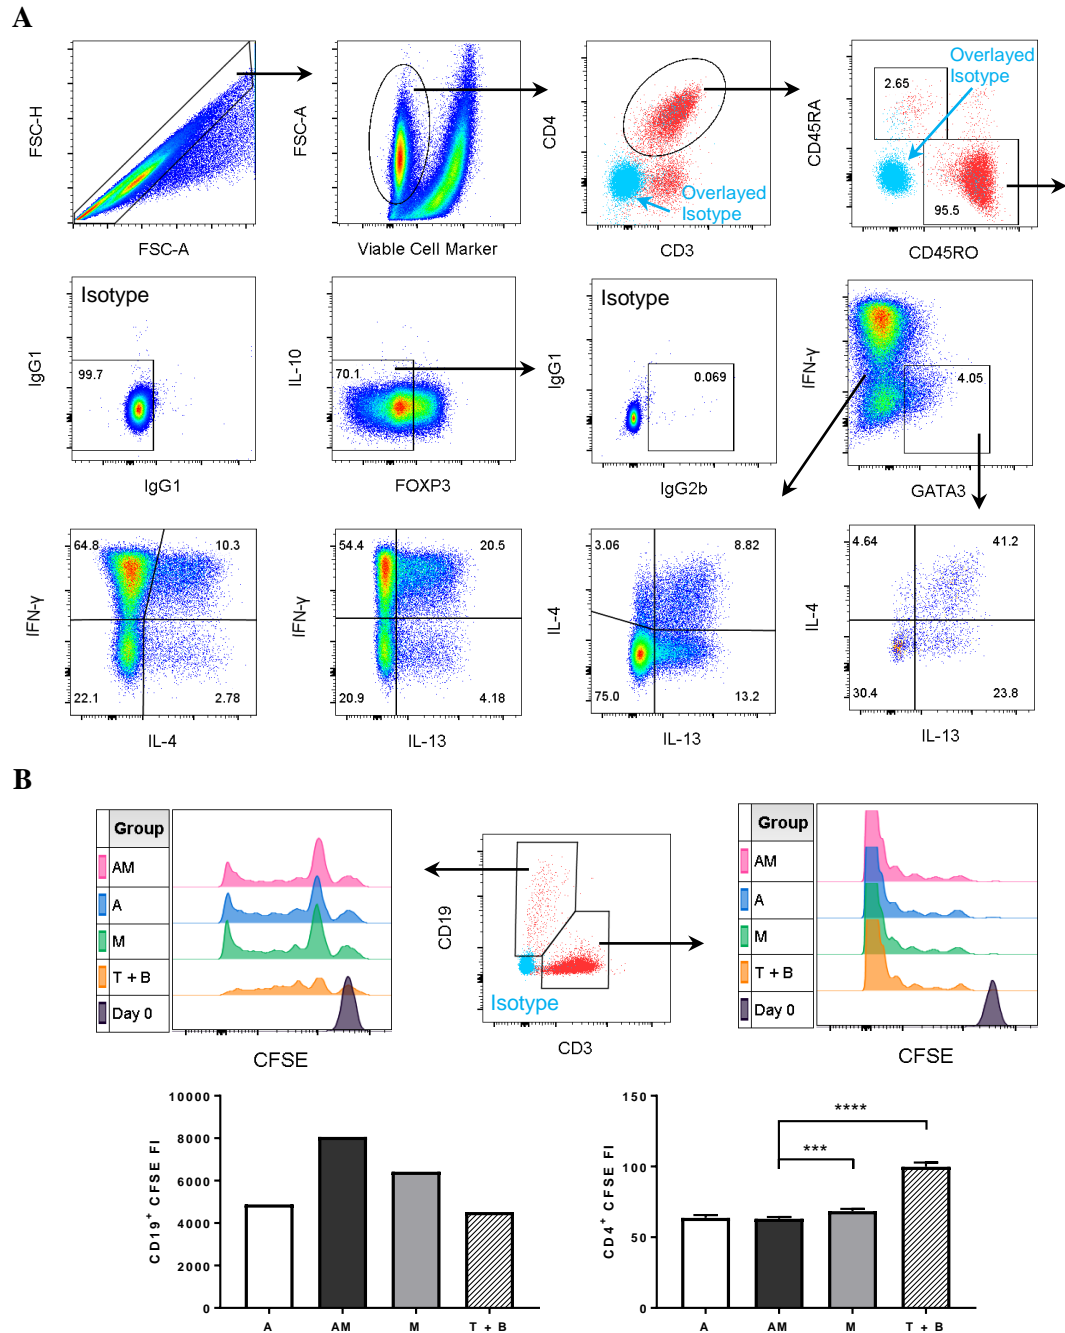 A
FSC-H
FSC-A
FSC-A
Viable Cell Marker
CD4
Overlayed
Isotype
CD3
CD45RA
Overlayed
Isotype
2.65
95.5
CD45RO
Isotype
99.7
IgG1
IgG1
70.1
IL-10
FOXP3
Isotype
0.069
IgG1
IgG2b
4.05
IFN-γ
GATA3
64.8 10.3
22.1 2.78
IFN-γ
IL-4
54.4 20.5
20.9 4.18
IFN-γ
IL-13
3.06 8.82
75.0 13.2
IL-4
IL-13
4.64 41.2
30.4 23.8
IL-4
IL-13
B
Group
AM
A
M
T + B
Day 0
CFSE
CD19
Isotype
CD3
Group
AM
A
M
T + B
Day 0
CFSE
CD19+ CFSE FI
10000
8000
6000
4000
2000
0
A AM M T + B
CD4+ CFSE FI
150
100
50
0
****
***
A AM M T + B